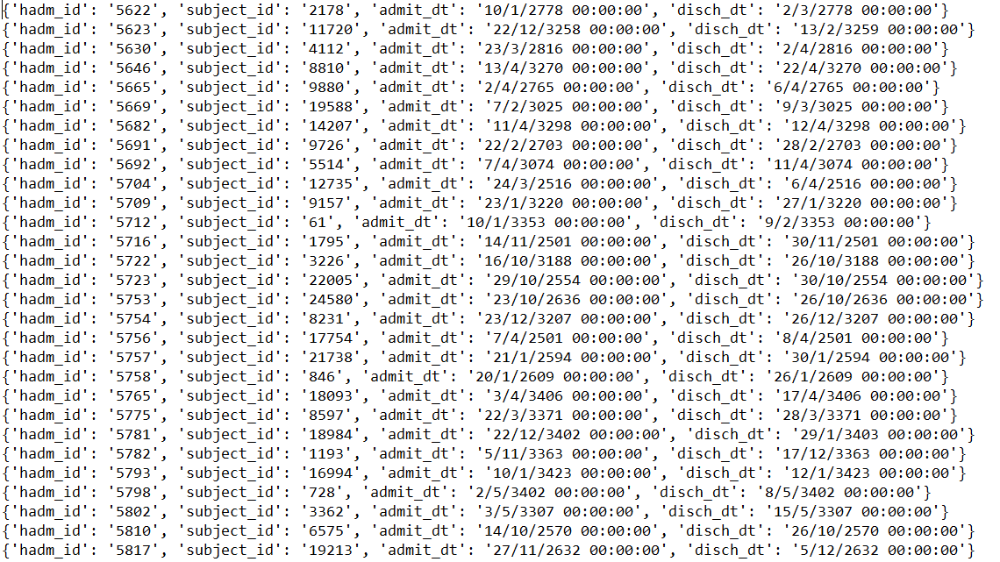 {'hadm_id': '5622', 'subject_id': '2178', 'admit_dt': '10/1/2778 00:00:00', 'disch_dt': '2/3/2778 00:00:00'}
{'hadm_id': '5623', 'subject_id': '11720', 'admit_dt': '22/12/3258 00:00:00', 'disch_dt': '13/2/3259 00:00:00'}
{'hadm_id': '5630', 'subject_id': '4112', 'admit_dt': '23/3/2816 00:00:00', 'disch_dt': '2/4/2816 00:00:00'}
{'hadm_id': '5646', 'subject_id': '8810', 'admit_dt': '13/4/3270 00:00:00', 'disch_dt': '22/4/3270 00:00:00'}
{'hadm_id': '5665', 'subject_id': '9880', 'admit_dt': '2/4/2765 00:00:00', 'disch_dt': '6/4/2765 00:00:00'}
{'hadm_id': '5669', 'subject_id': '19588', 'admit_dt': '7/2/3025 00:00:00', 'disch_dt': '9/3/3025 00:00:00'}
{'hadm_id': '5682', 'subject_id': '14207', 'admit_dt': '11/4/3298 00:00:00', 'disch_dt': '12/4/3298 00:00:00'}
{'hadm_id': '5691', 'subject_id': '9726', 'admit_dt': '22/2/2703 00:00:00', 'disch_dt': '28/2/2703 00:00:00'}
{'hadm_id': '5692', 'subject_id': '5514', 'admit_dt': '7/4/3074 00:00:00', 'disch_dt': '11/4/3074 00:00:00'}
{'hadm_id': '5704', 'subject_id': '12735', 'admit_dt': '24/3/2516 00:00:00', 'disch_dt': '6/4/2516 00:00:00'}
{'hadm_id': '5709', 'subject_id': '9157', 'admit_dt': '23/1/3220 00:00:00', 'disch_dt': '27/1/3220 00:00:00'}
{'hadm_id': '5712', 'subject_id': '61', 'admit_dt': '10/1/3353 00:00:00', 'disch_dt': '9/2/3353 00:00:00'}
{'hadm_id': '5716', 'subject_id': '1795', 'admit_dt': '14/11/2501 00:00:00', 'disch_dt': '30/11/2501 00:00:00'}
{'hadm_id': '5722', 'subject_id': '3226', 'admit_dt': '16/10/3188 00:00:00', 'disch_dt': '26/10/3188 00:00:00'}
{'hadm_id': '5723', 'subject_id': '22005', 'admit_dt': '29/10/2554 00:00:00', 'disch_dt': '30/10/2554 00:00:00'}
{'hadm_id': '5753', 'subject_id': '24580', 'admit_dt': '23/10/2636 00:00:00', 'disch_dt': '26/10/2636 00:00:00'}
{'hadm_id': '5754', 'subject_id': '8231', 'admit_dt': '23/12/3207 00:00:00', 'disch_dt': '26/12/3207 00:00:00'}
{'hadm_id': '5756', 'subject_id': '17754', 'admit_dt': '7/4/2501 00:00:00', 'disch_dt': '8/4/2501 00:00:00'}
{'hadm_id': '5757', 'subject_id': '21738', 'admit_dt': '21/1/2594 00:00:00', 'disch_dt': '30/1/2594 00:00:00'}
{'hadm_id': '5758', 'subject_id': '846', 'admit_dt': '20/1/2609 00:00:00', 'disch_dt': '26/1/2609 00:00:00'}
{'hadm_id': '5765', 'subject_id': '18093', 'admit_dt': '3/4/3406 00:00:00', 'disch_dt': '17/4/3406 00:00:00'}
{'hadm_id': '5775', 'subject_id': '8597', 'admit_dt': '22/3/3371 00:00:00', 'disch_dt': '28/3/3371 00:00:00'}
{'hadm_id': '5781', 'subject_id': '18984', 'admit_dt': '22/12/3402 00:00:00', 'disch_dt': '29/1/3403 00:00:00'}
{'hadm_id': '5782', 'subject_id': '1193', 'admit_dt': '5/11/3363 00:00:00', 'disch_dt': '17/12/3363 00:00:00'}
{'hadm_id': '5793', 'subject_id': '16994', 'admit_dt': '10/1/3423 00:00:00', 'disch_dt': '12/1/3423 00:00:00'}
{'hadm_id': '5798', 'subject_id': '728', 'admit_dt': '2/5/3402 00:00:00', 'disch_dt': '8/5/3402 00:00:00'}
{'hadm_id': '5802', 'subject_id': '3362', 'admit_dt': '3/5/3307 00:00:00', 'disch_dt': '15/5/3307 00:00:00'}
{'hadm_id': '5810', 'subject_id': '6575', 'admit_dt': '14/10/2570 00:00:00', 'disch_dt': '26/10/2570 00:00:00'}
{'hadm_id': '5817', 'subject_id': '19213', 'admit_dt': '27/11/2632 00:00:00', 'disch_dt': '5/12/2632 00:00:00'}